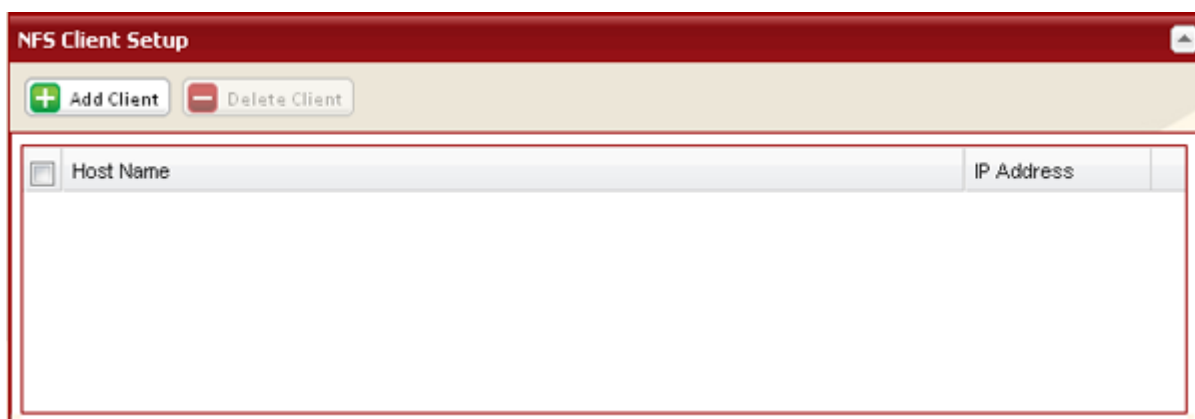 NFS Client Setup
Add Client Delete Client
Host Name IP Address